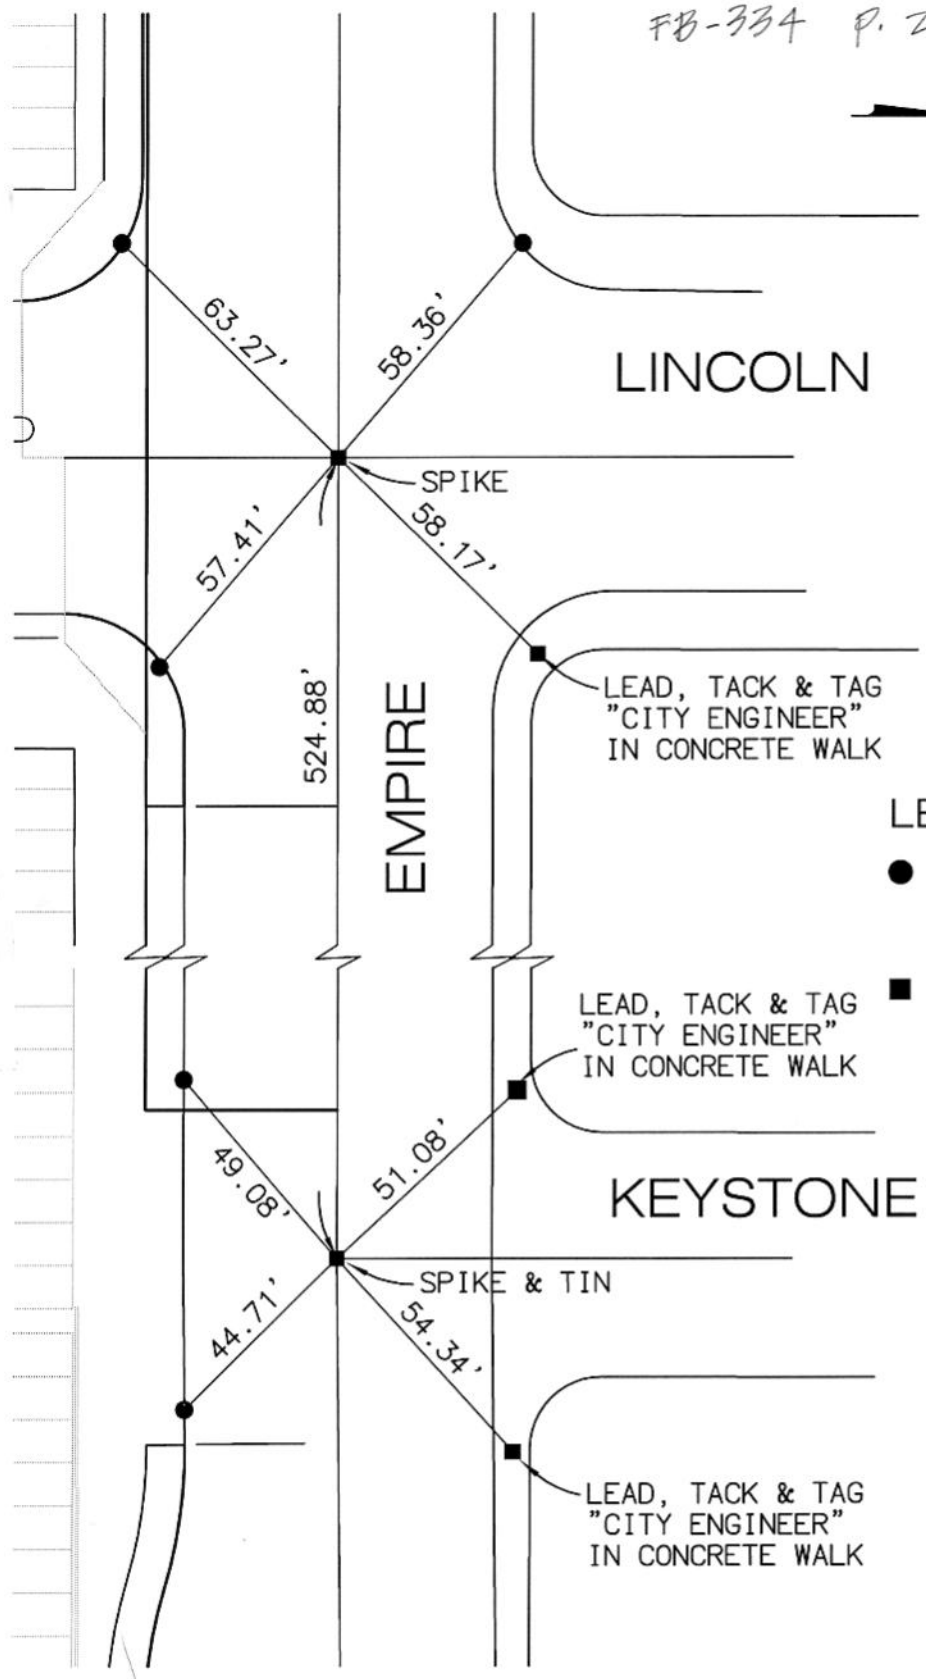 FB-334 P. 2
63.27'
58.36'
LINCOLN
SPIKE
57.41'
58.17'
524.88'
EMPIRE
LEAD, TACK & TAG
"CITY ENGINEER"
IN CONCRETE WALK
LE
LEAD, TACK & TAG
"CITY ENGINEER"
IN CONCRETE WALK
49.08'
51.08'
KEYSTONE
SPIKE & TIN
44.71'
54.34'
LEAD, TACK & TAG
"CITY ENGINEER"
IN CONCRETE WALK